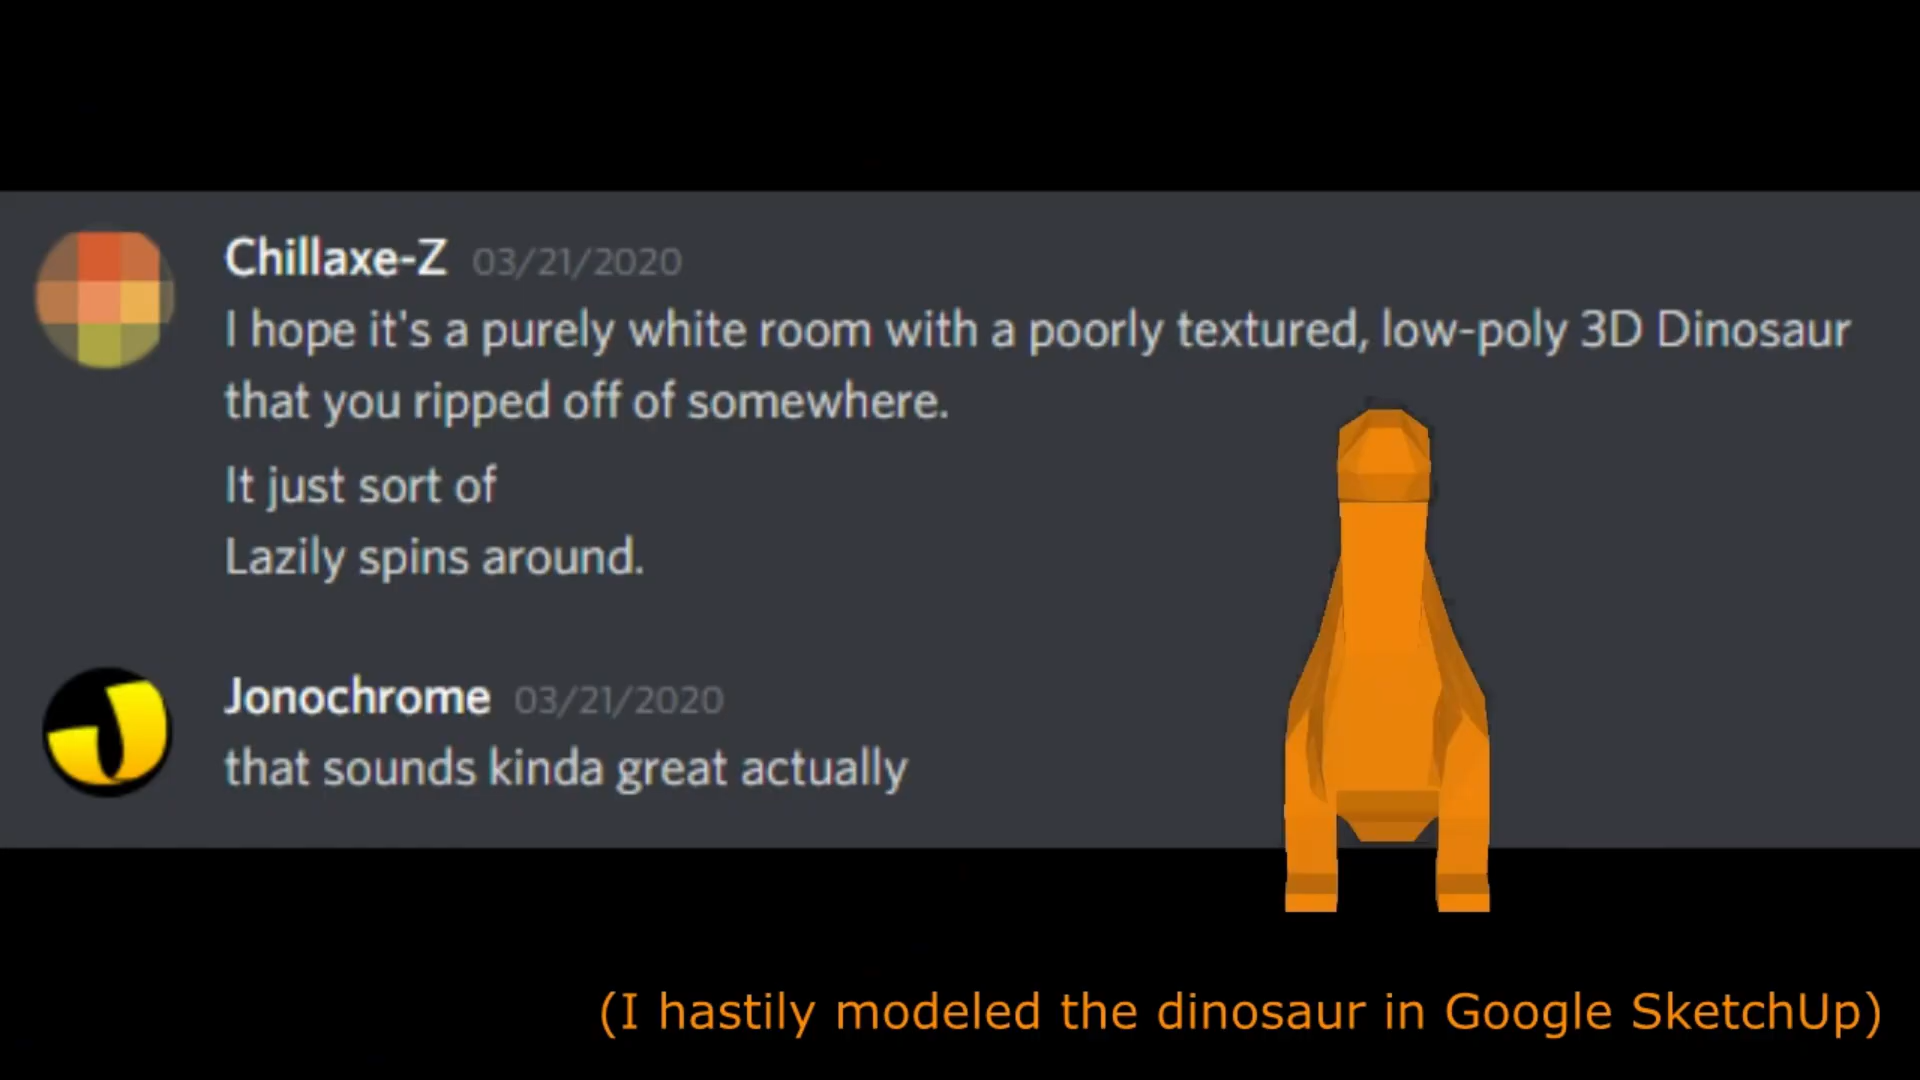 Chillaxe-Z 03/21/2020
I hope it's a purely white room with a poorly textured, low-poly 3D Dinosaur
that you ripped off of somewhere.
It just sort of
Lazily spins around.
Jonochrome 03/21/2020
that sounds kinda great actually
(I hastily modeled the dinosaur in Google SketchUp)